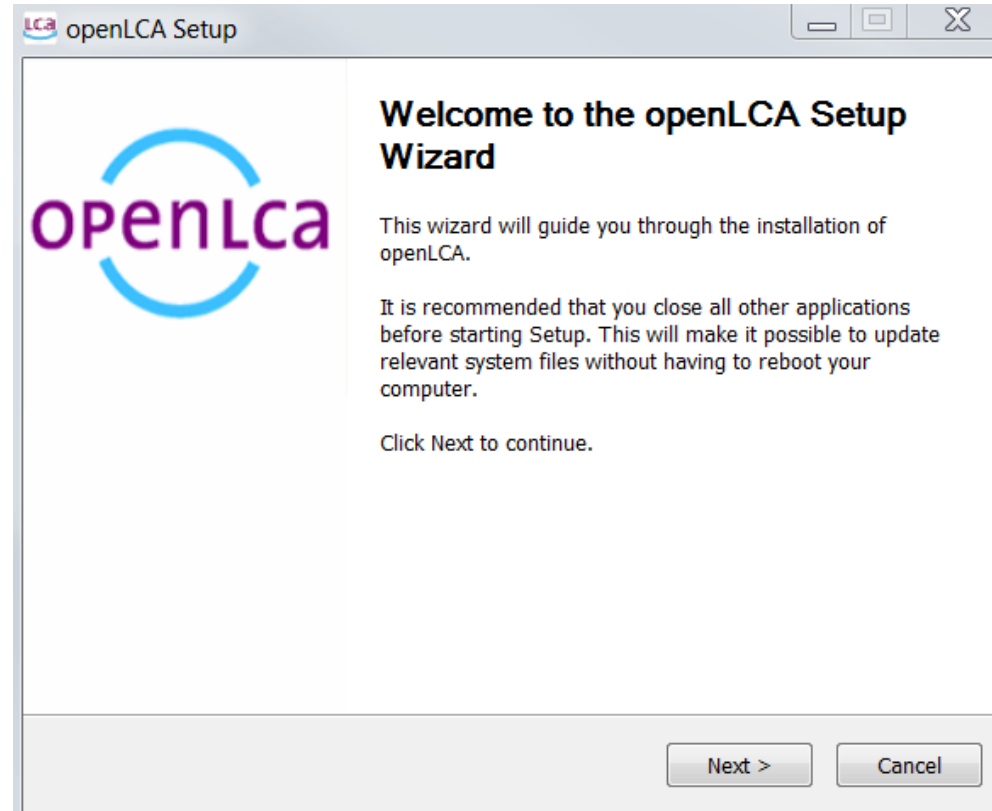 LCA openLCA Setup
Welcome to the openLCA Setup
Wizard
openLCA
This wizard will guide you through the installation of
openLCA.
It is recommended that you close all other applications
before starting Setup. This will make it possible to update
relevant system files without having to reboot your
computer.
Click Next to continue.
Next >
Cancel